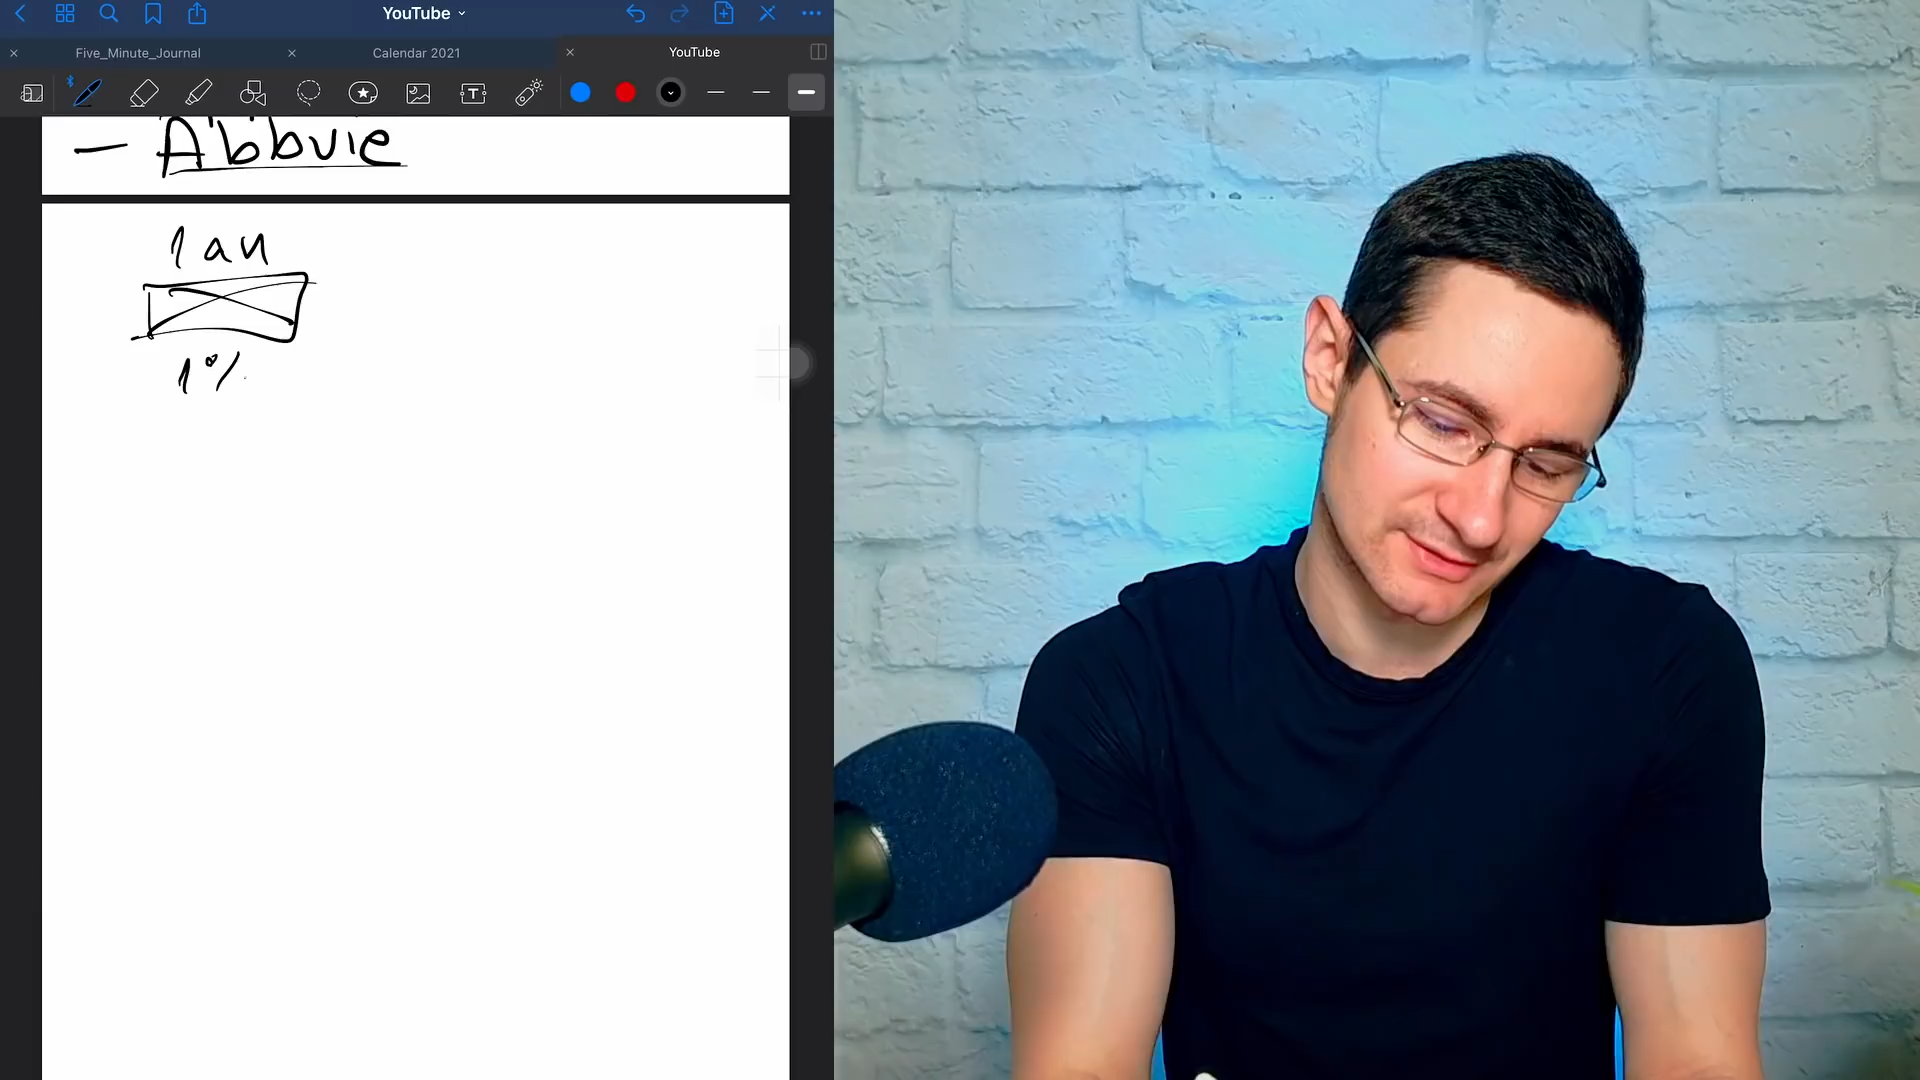 YouTube
Five_Minute_Journal
Calendar 2021
YouTube
— Abbvie
1 an
1%